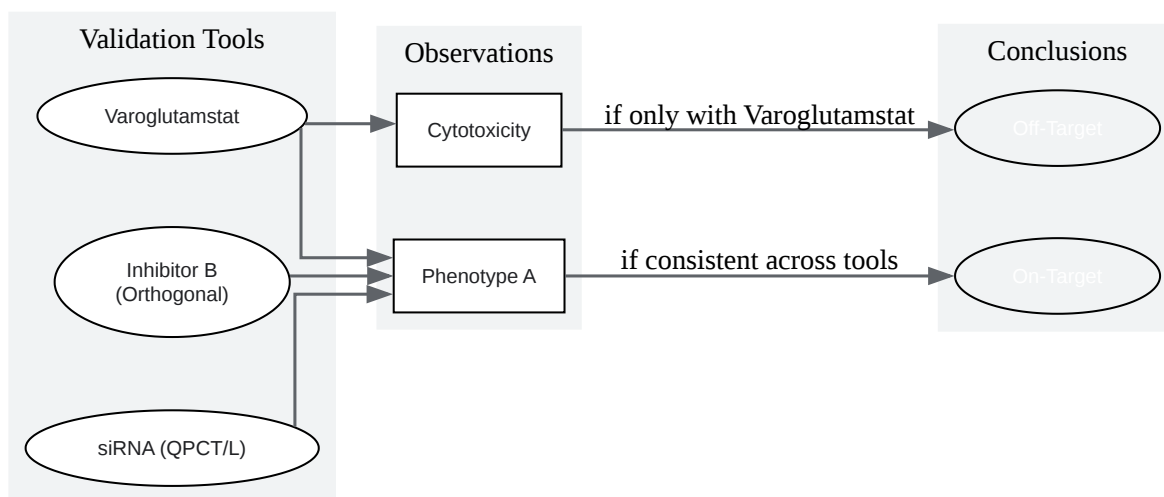 Validation Tools
Observations
Conclusions
Varoglutamstat
Cytotoxicity
if only with Varoglutamstat
Off-Target
Inhibitor B
(Orthogonal)
Phenotype A
if consistent across tools
On-Target
siRNA (QPCT/L)